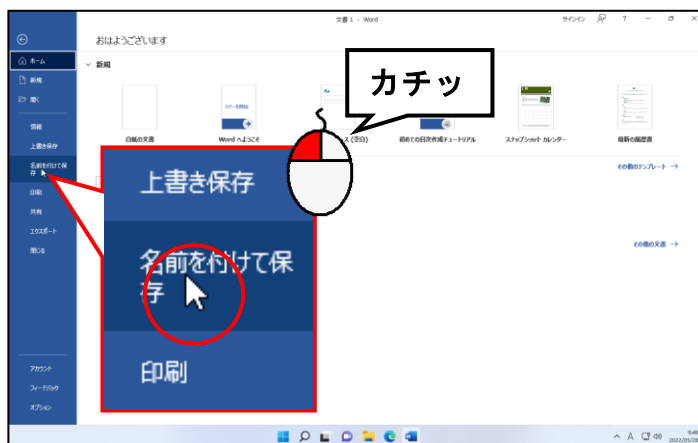 文書 1 - Word
サインイン
?
おはようございます
ホーム
新規
開く
情報
上書き保存
名前を付けて保
存
印刷
共有
エクスポート
閉じる
アカウント
フィードバック
オプション
新規
白紙の文書
Word へようこそ
ス (空白)
初めての目次作成チュートリアル
スナップショット カレンダー
その他のテンプレート →
その他の文書 →
カチッ
上書き保存
名前を付けて保
存
印刷
A
9:48